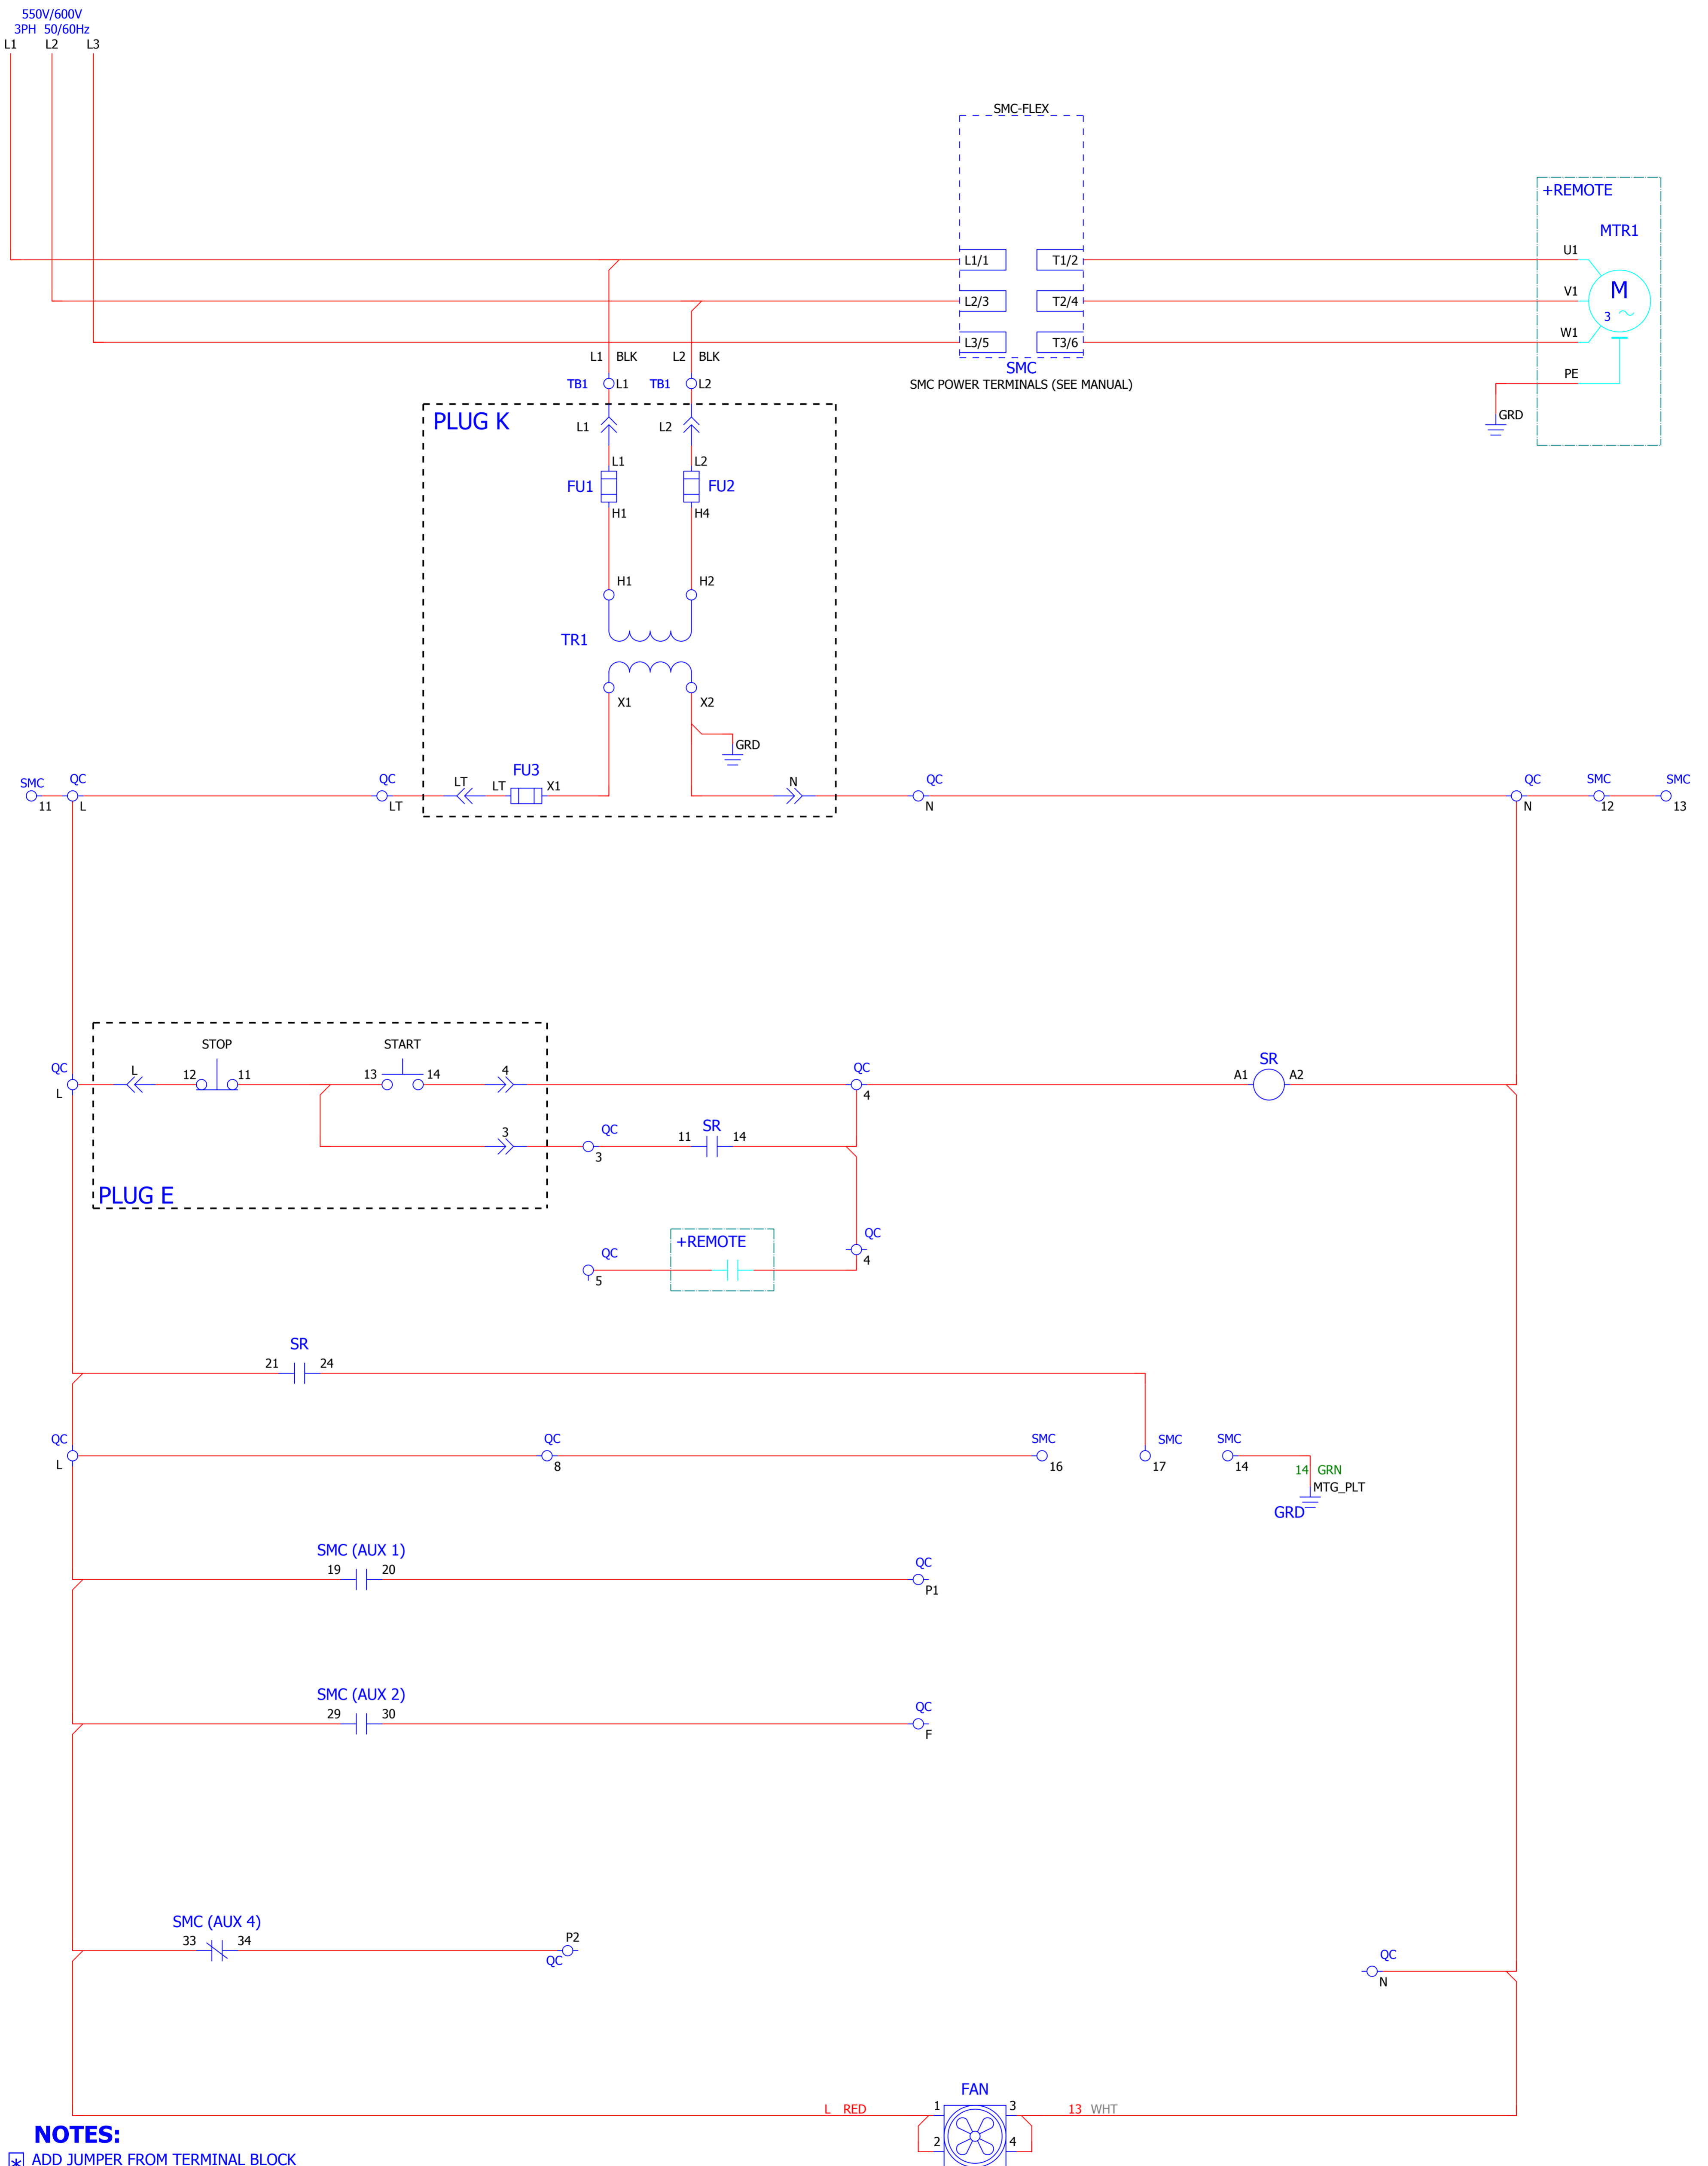 550V/600V
3PH 50/60Hz
L1 L2 L3
SMC-FLEX
+REMOTE
MTR1
L1/1 T1/2 U1
L2/3 T2/4 V1 M
3
L3/5 T3/6 W1
L1 BLK L2 BLK
SMC
SMC POWER TERMINALS (SEE MANUAL)
PE
TB1 L1 TB1 L2
GRD
PLUG K
L1 L2
L1 L2
FU1 FU2
H1 H4
H1 H2
TR1
X1 X2
GRD
SMC QC QC LT LT FU3 X1 N QC QC SMC SMC
11 L LT N N 12 13
STOP START
QC L 12 11 13 14 4 QC SR
L 4 A1 A2
3 QC 11 SR 14
3
PLUG E
QC +REMOTE QC
5 4
SR
21 24
QC QC SMC SMC SMC
L 8 16 17 14
14 GRN
MTG_PLT
GRD
SMC (AUX 1)
19 20 QC
P1
SMC (AUX 2)
29 30 QC
F
SMC (AUX 4)
33 34 P2
QC
QC
N
FAN
L RED 1 3 13 WHT
2 4
NOTES:
* ADD JUMPER FROM TERMINAL BLOCK